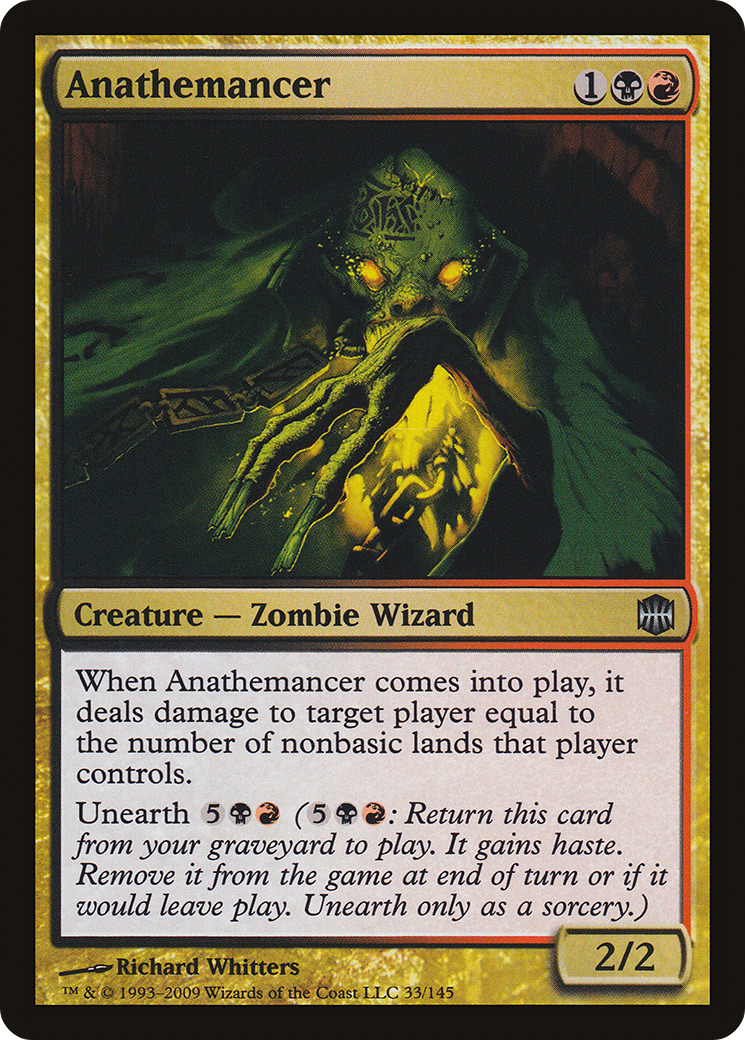 Anathemancer 1
Creature — Zombie Wizard
When Anathemancer comes into play, it
deals damage to target player equal to
the number of nonbasic lands that player
controls.
Unearth 5 (5 : Return this card
from your graveyard to play. It gains haste.
Remove it from the game at end of turn or if it
would leave play. Unearth only as a sorcery.)
2/2
Richard Whitters
™ & © 1993–2009 Wizards of the Coast LLC 33/145